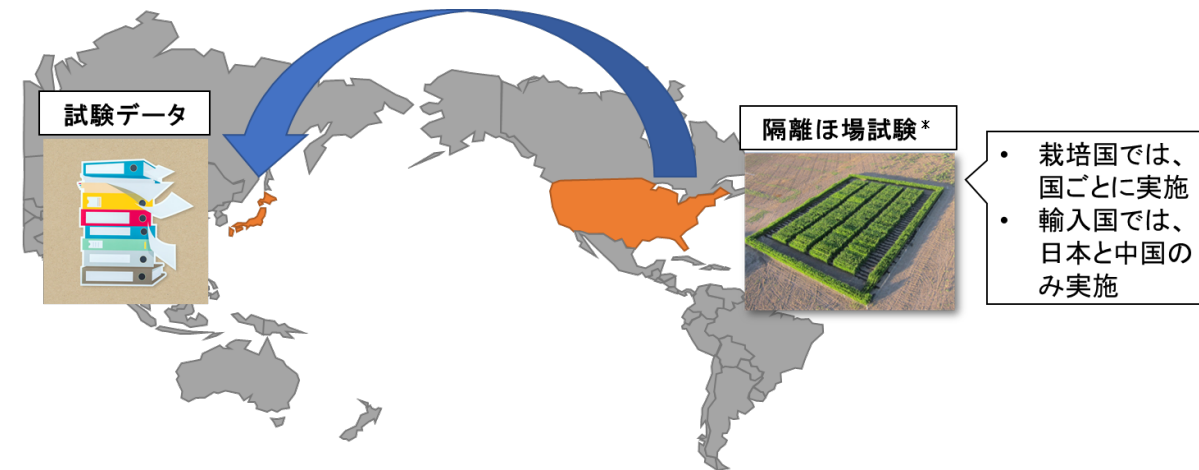 試験データ
隔離ほ場試験*
• 栽培国では、
国ごとに実施
• 輸入国では、
日本と中国の
み実施